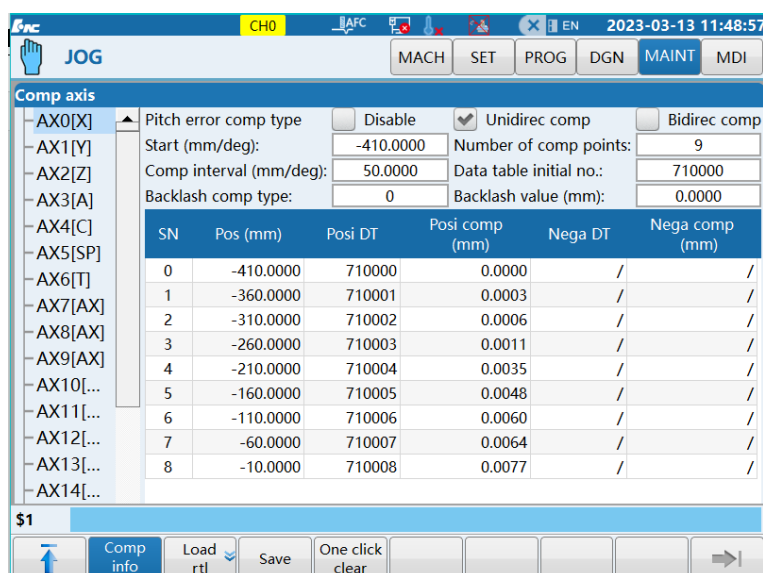 HNC CH0 AFC EN 2023-03-13 11:48:57
JOG MACH SET PROG DGN MAINT MDI
Comp axis
AX0[X] Pitch error comp type Disable Unidirec comp Bidirec comp
AX1[Y] Start (mm/deg): -410.0000 Number of comp points: 9
AX2[Z] Comp interval (mm/deg): 50.0000 Data table initial no.: 710000
AX3[A] Backlash comp type: 0 Backlash value (mm): 0.0000
AX4[C]
AX5[SP]
AX6[T]
AX7[AX]
AX8[AX]
AX9[AX]
AX10[...
AX11[...
AX12[...
AX13[...
AX14[...
SN Pos (mm) Posi DT Posi comp (mm) Nega DT Nega comp (mm)
0 -410.0000 710000 0.0000 / /
1 -360.0000 710001 0.0003 / /
2 -310.0000 710002 0.0006 / /
3 -260.0000 710003 0.0011 / /
4 -210.0000 710004 0.0035 / /
5 -160.0000 710005 0.0048 / /
6 -110.0000 710006 0.0060 / /
7 -60.0000 710007 0.0064 / /
8 -10.0000 710008 0.0077 / /
$1
Comp info Load rtl Save One click clear